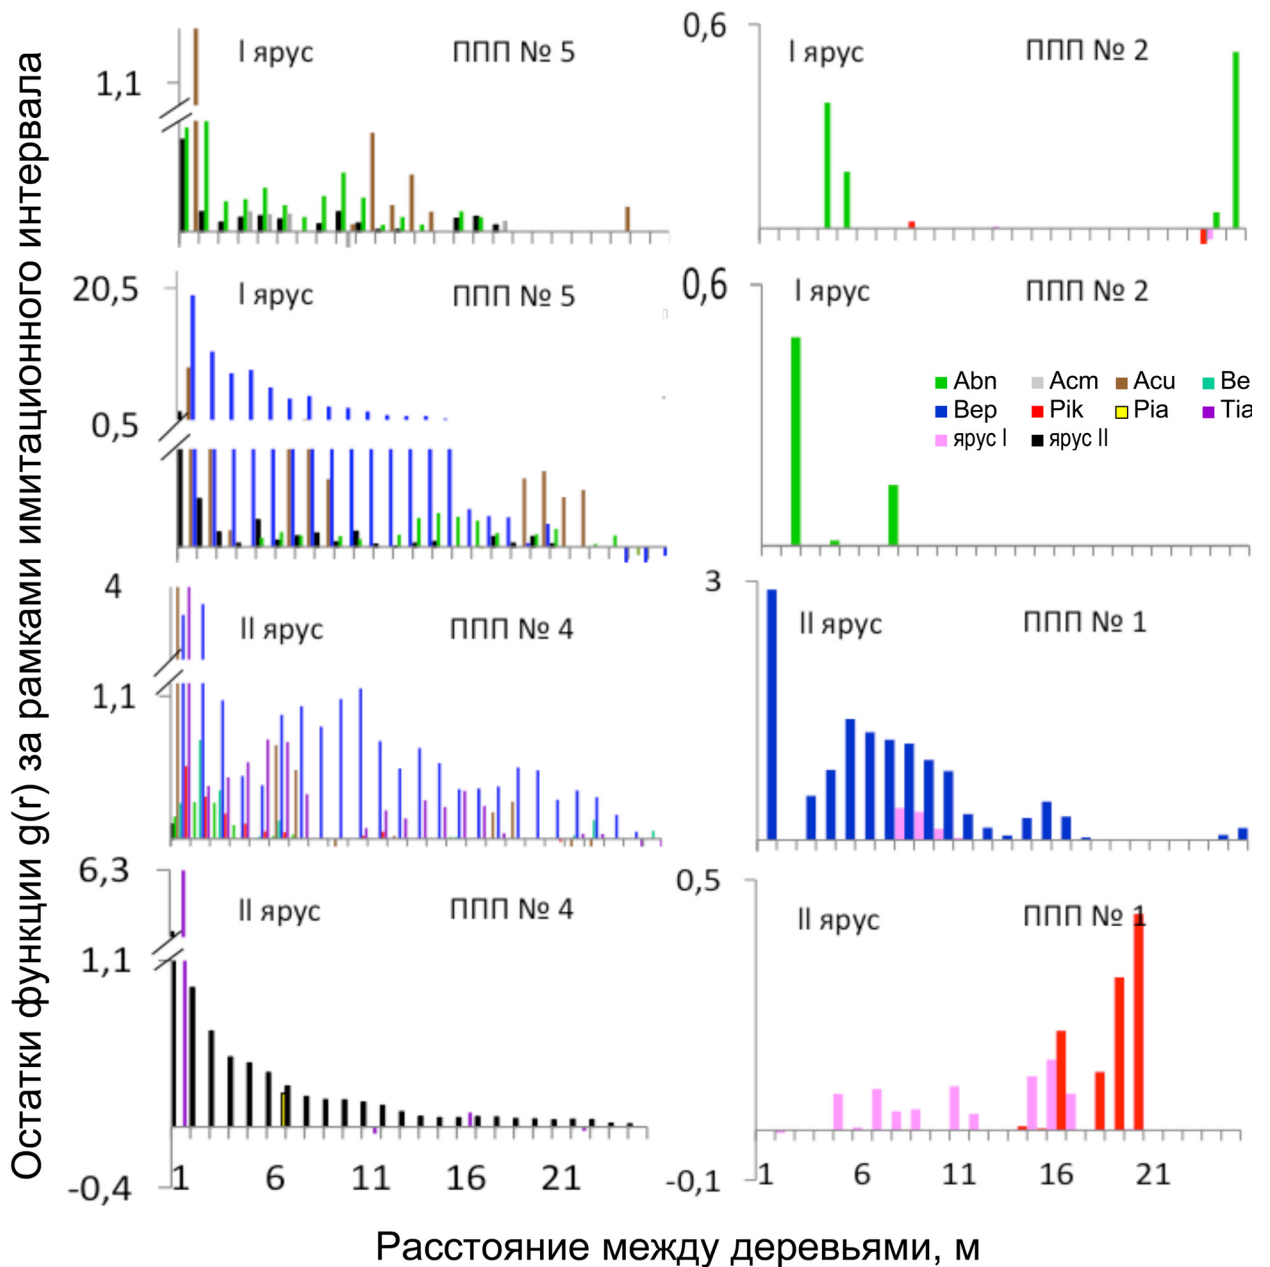 Остатки функции g(r) за рамками имитационного интервала
I ярус ППП № 5
1,1
0,6
I ярус ППП № 2
20,5
I ярус ППП № 5
0,5
0,6
I ярус ППП № 2
Abn Acm Acu Be
Bep Pik Pia Tia
ярус I ярус II
4
II ярус ППП № 4
1,1
3
II ярус ППП № 1
6,3
II ярус ППП № 4
1,1
-0,4
1 6 11 16 21
0,5
II ярус ППП № 1
-0,1
1 6 11 16 21
Расстояние между деревьями, м